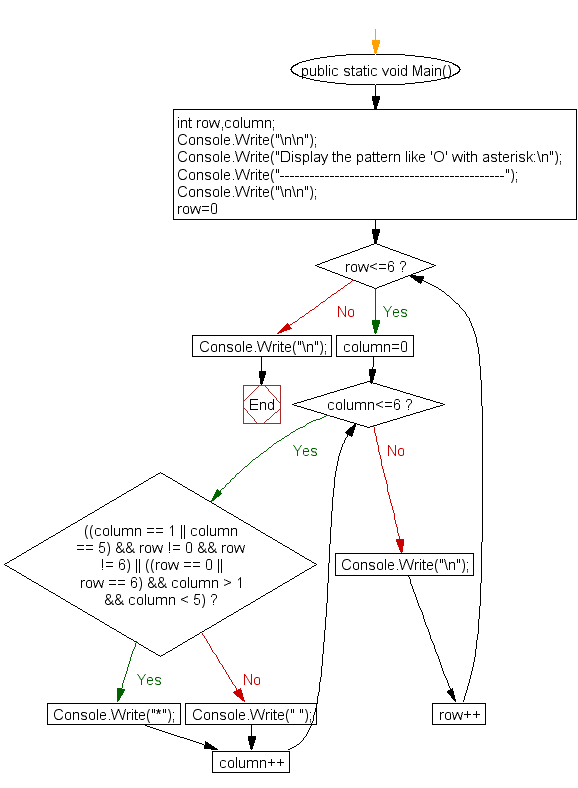 public static void Main()
int row,column;
Console.Write("\n\n");
Console.Write("Display the pattern like 'O' with asterisk:\n");
Console.Write("---------------------------------------------");
Console.Write("\n\n");
row=0
row<=6 ?
No
Yes
Console.Write("\n");
column=0
End
column<=6 ?
Yes
No
((column == 1 || column
== 5) && row != 0 && row
!= 6) || ((row == 0 ||
row == 6) && column > 1
&& column < 5) ?
Console.Write("\n");
Yes
No
Console.Write("*");
Console.Write(" ");
row++
column++